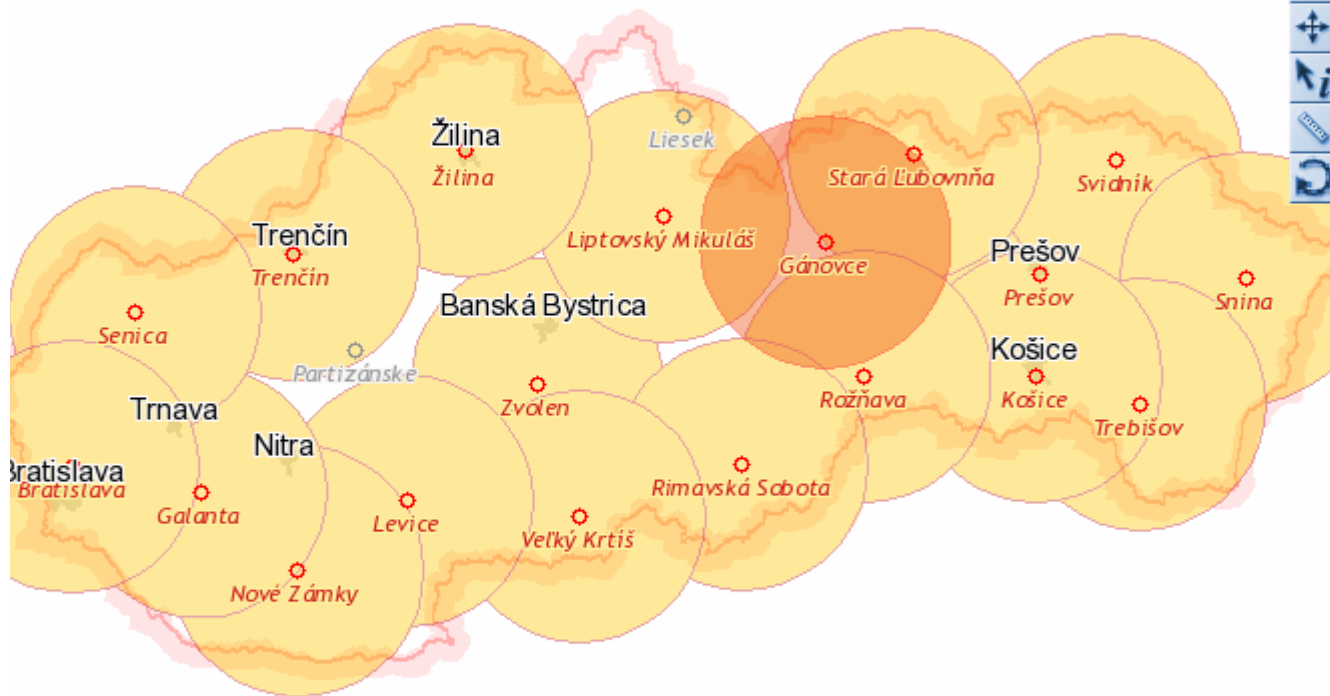 Žilina
Žilina
Liesek
Stará Ľubovnňa
Svidník
Trenčín
Trenčín
Liptovský Mikuláš
Gánovce
Prešov
Prešov
Snina
Senica
Banská Bystrica
Košice
Košice
Partizánske
Zvolen
Rožňava
Trebišov
Trnava
Nitra
Bratislava
Bratislava
Galanta
Levice
Rimavská Sobota
Veľký Krtíš
Nové Zámky